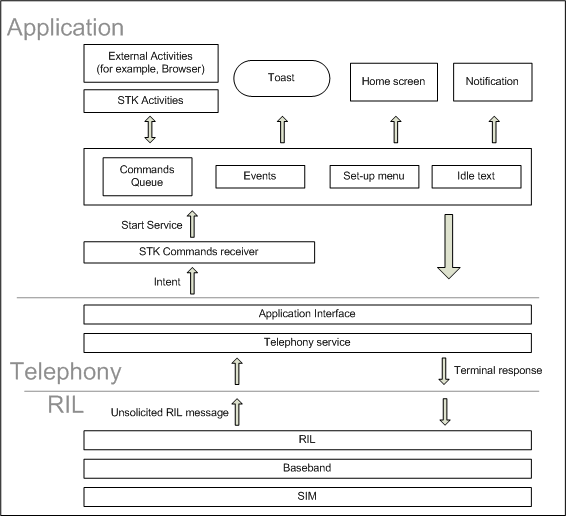 Application
External Activities
(for example, Browser)
STK Activities
Toast
Home screen
Notification
Commands
Queue
Events
Set-up menu
Idle text
Start Service
STK Commands receiver
Intent
Application Interface
Telephony service
Telephony
Terminal response
RIL
Unsolicited RIL message
RIL
Baseband
SIM